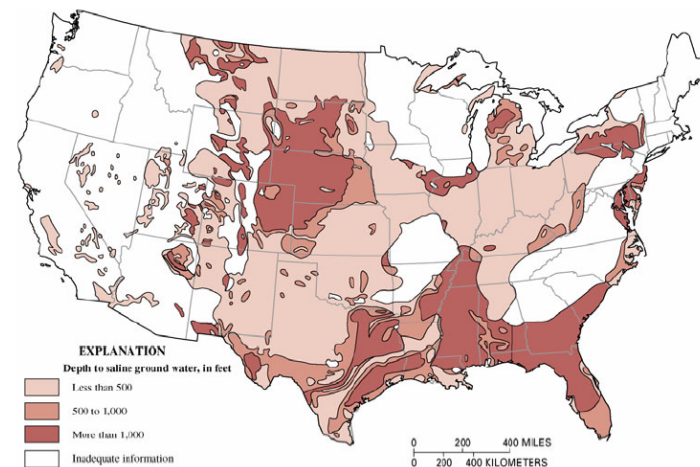 EXPLANATION
Depth to saline ground water, in feet
Less than 500
500 to 1,000
More than 1,000
Inadequate information
0 200 400 MILES
0 200 400 KILOMETERS